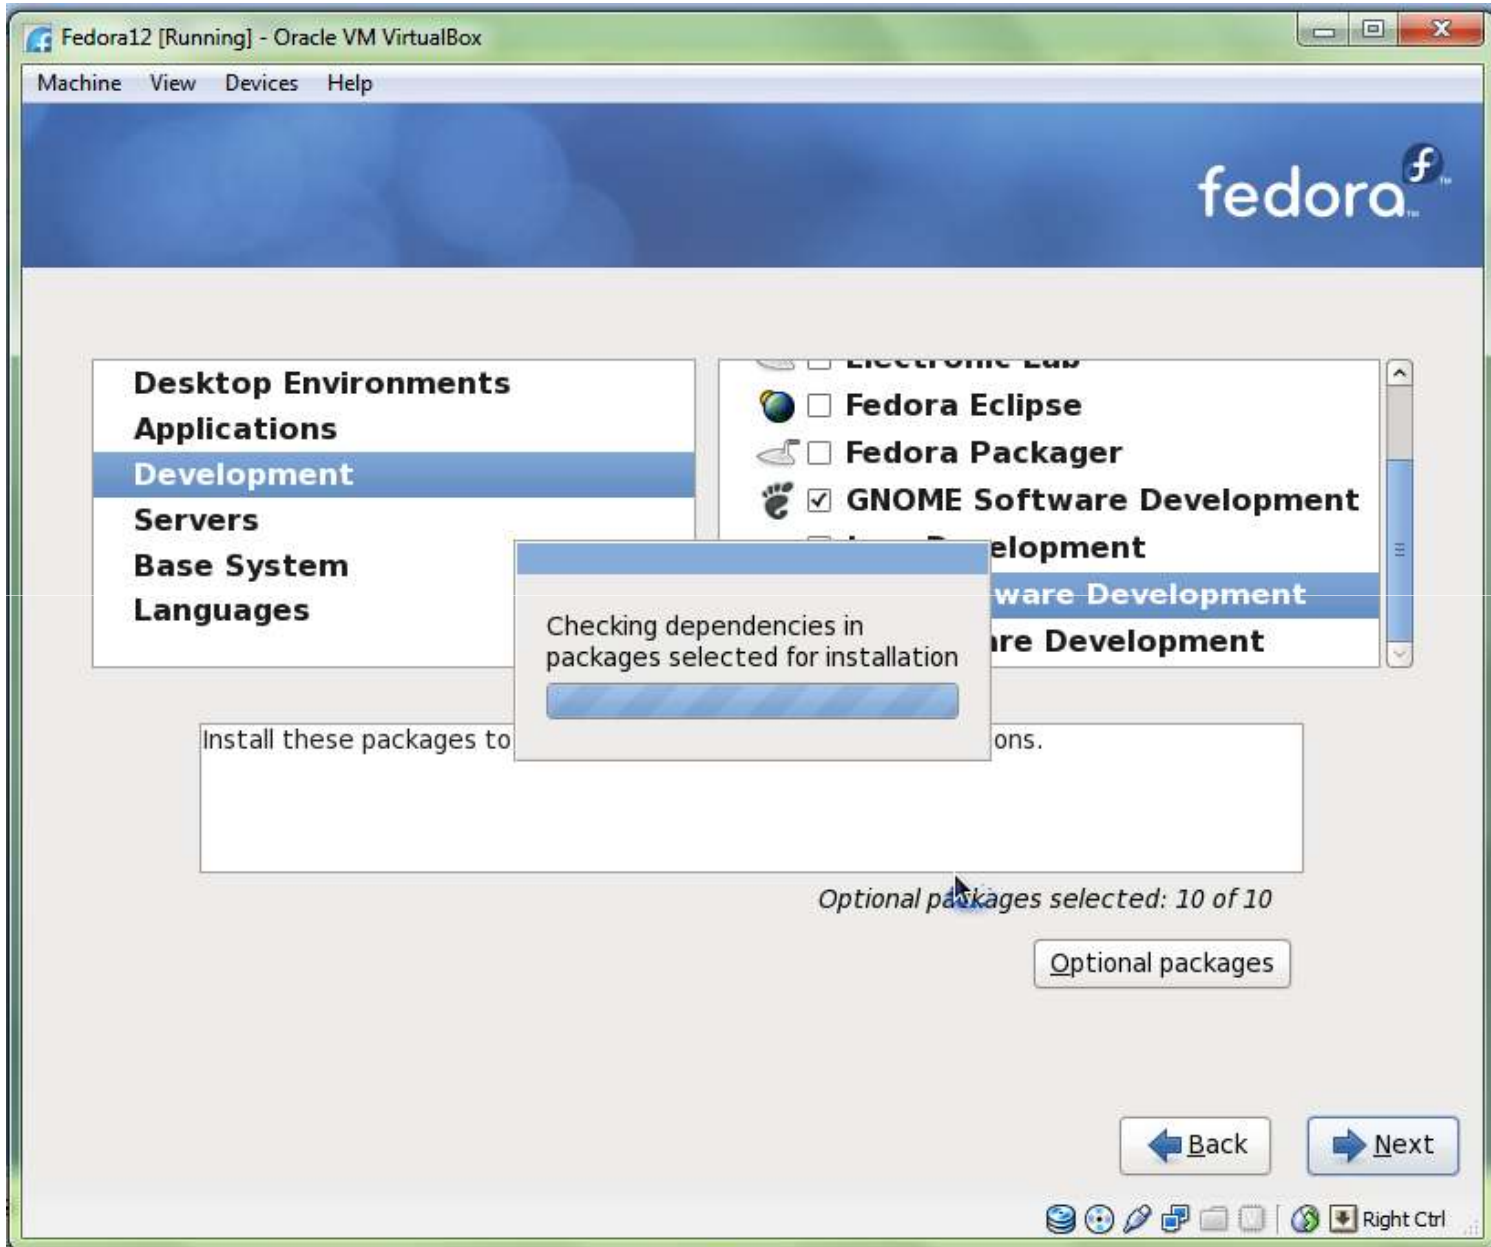 Fedora12 [Running] - Oracle VM VirtualBox
Machine View Devices Help
fedora
Desktop Environments
Applications
Development
Servers
Base System
Languages
Electronic Lab
Fedora Eclipse
Fedora Packager
GNOME Software Development
elopment
ware Development
re Development
Checking dependencies in
packages selected for installation
Install these packages to
ons.
Optional packages selected: 10 of 10
Optional packages
Back
Next
Right Ctrl